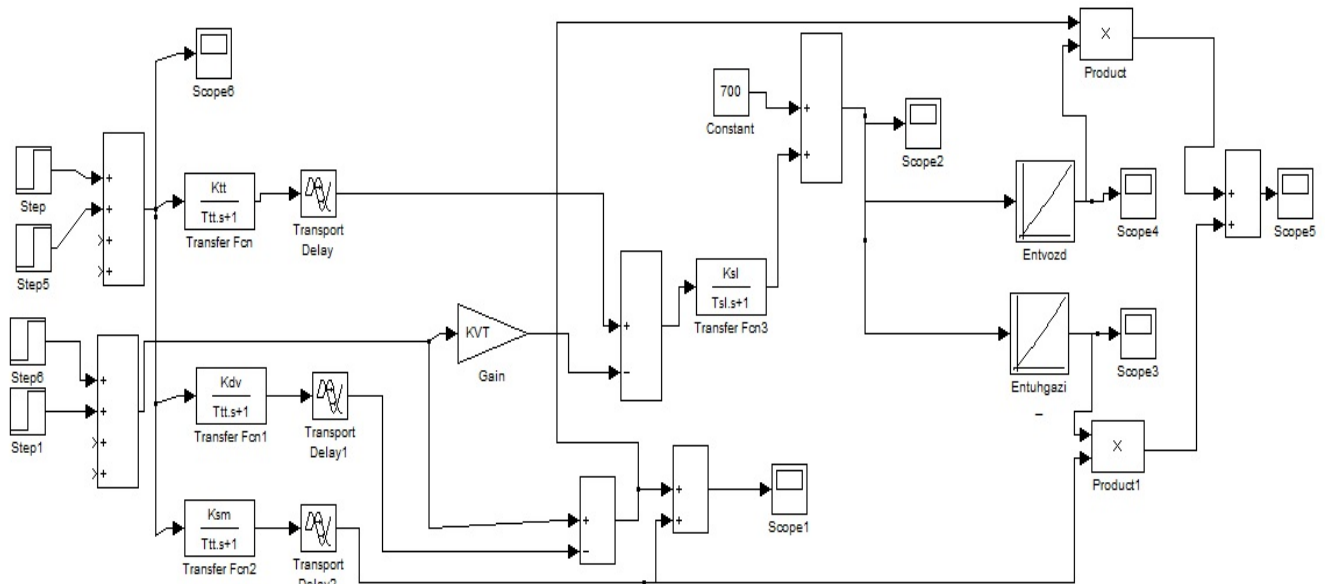 Scope6
Step
Step5
Ktt
Ttt.s+1
Transfer Fcn
Transport
Delay
700
Constant
Scope2
X
Product
Entvozd
Scope4
Scope5
Step6
Step1
KVT
Gain
Ksl
Tsl.s+1
Transfer Fcn3
Entuhgazi
_
Scope3
Kdv
Ttt.s+1
Transfer Fcn1
Transport
Delay1
Ksm
Ttt.s+1
Transfer Fcn2
Transport
Delay2
Scope1
X
Product1